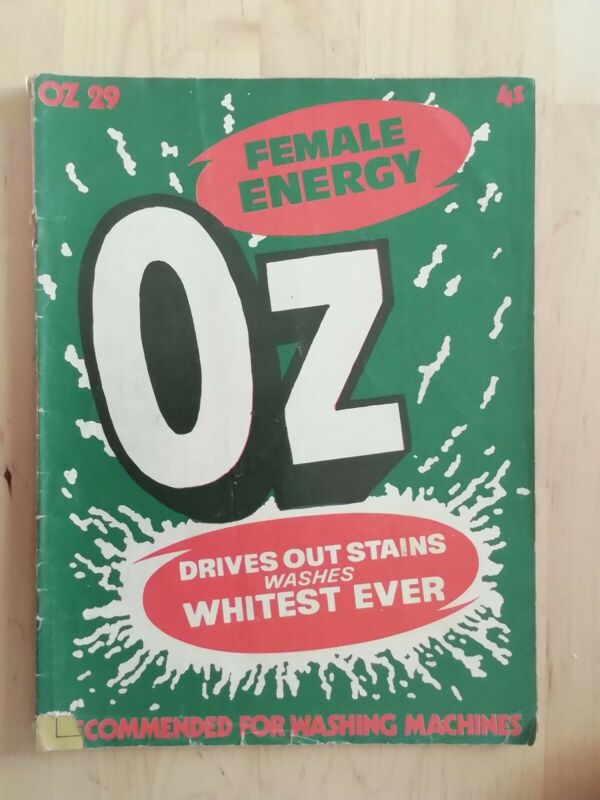 OZ 29
4s
FEMALE
ENERGY
Oz
DRIVES OUT STAINS
WASHES
WHITEST EVER
COMMENDED FOR WASHING MACHINES